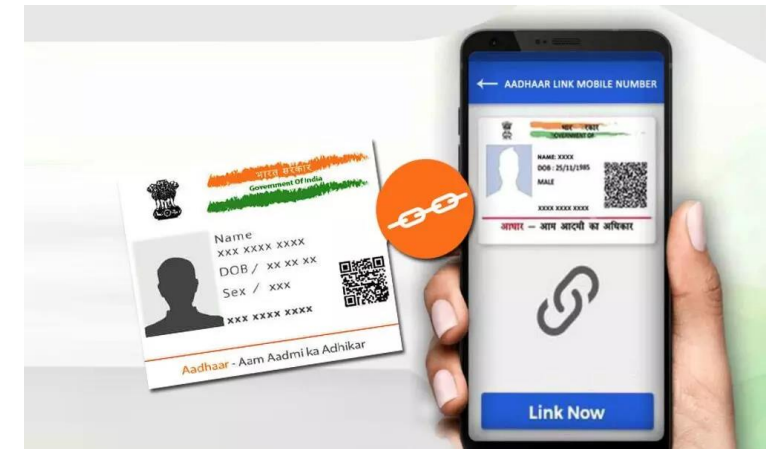 भारत सरकार
Government Of India
Name
xxx xxxx xxxx
DOB / xx xx xx
Sex / xxx
xxx xxxx xxxx
Aadhaar - Aam Aadmi ka Adhikar
AADHAAR LINK MOBILE NUMBER
GOVERNMENT OF
NAME: XXXX
DOB : 25/11/1985
MALE
XXXX XXXX XXXX
आधार – आम आदमी का अधिकार
Link Now